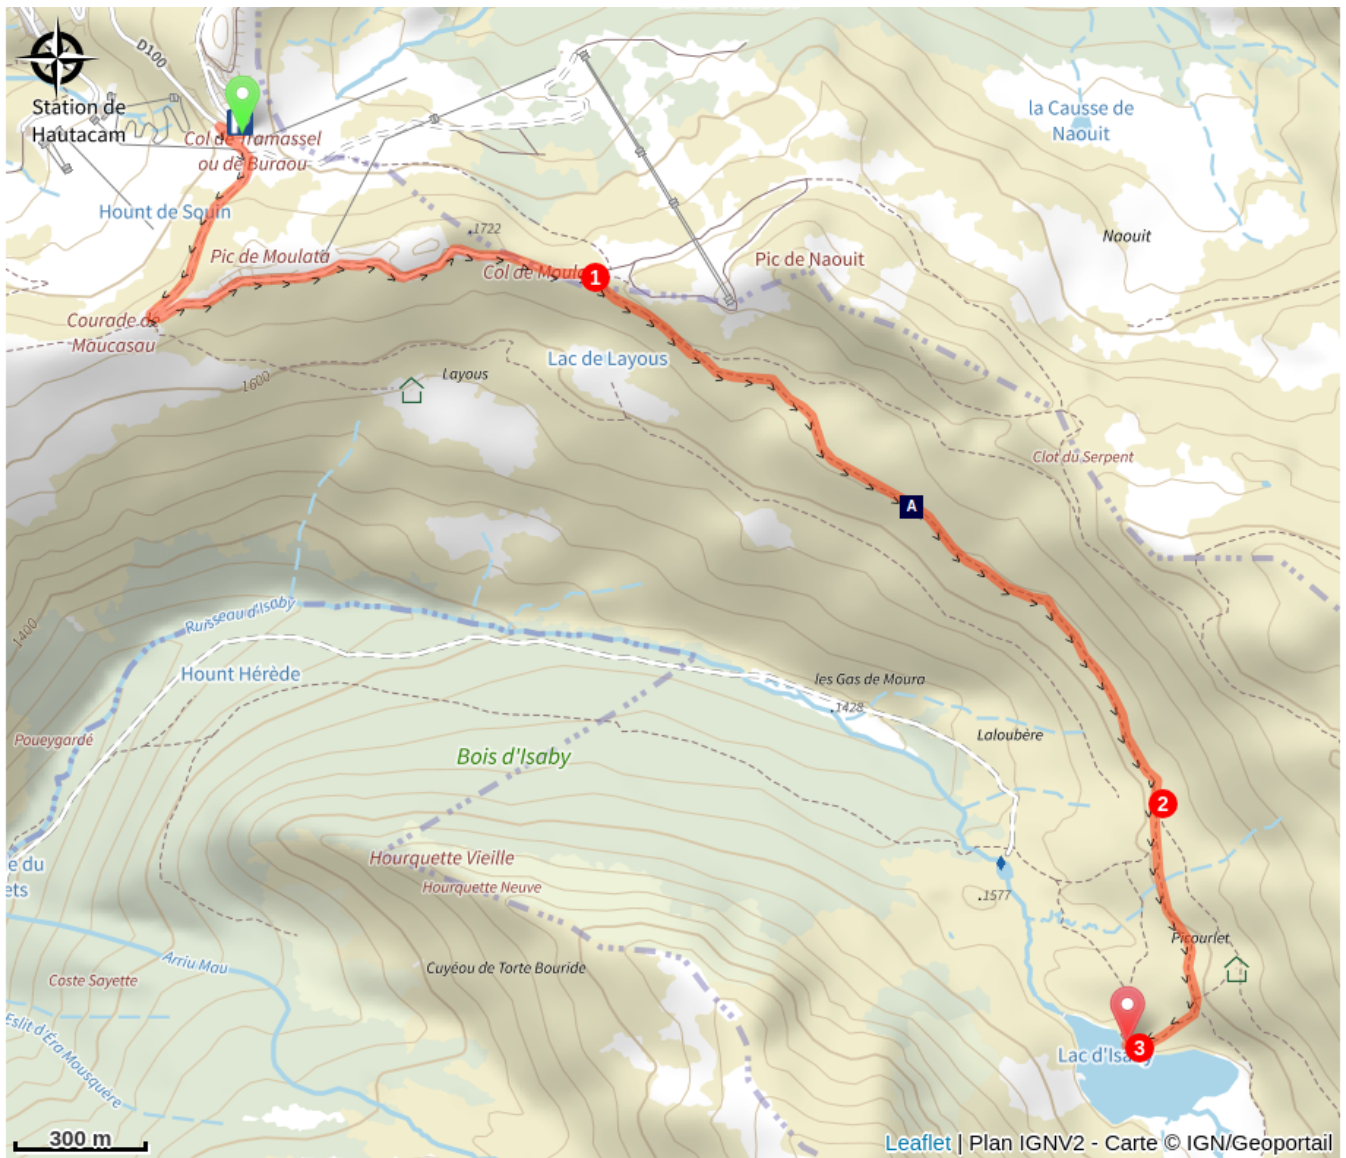 D100
Station de
Hautacam
Col de Tramassel
ou de Buraou
Hount de Souin
la Causse de
Naouit
1722
Pic de Moulata
Col de Moula
1
Pic de Naouit
Naouit
Courade de
Maucasau
Lac de Layous
Layous
1600
Clot du Serpent
A
1400
Ruisseau d'Isaby
Hount Hérède
les Gas de Moura
1428
Poueygardé
Bois d'Isaby
Laloubère
2
Hourquette Vieille
Hourquette Neuve
e du
ets
1577
Picourlet
Arriu Mau
Cuyéou de Torte Bouride
Coste Sayette
Eslit d'Éra Mousquère
3
Lac d'Isaby
300 m
Leaflet | Plan IGNV2 - Carte © IGN/Geoportail